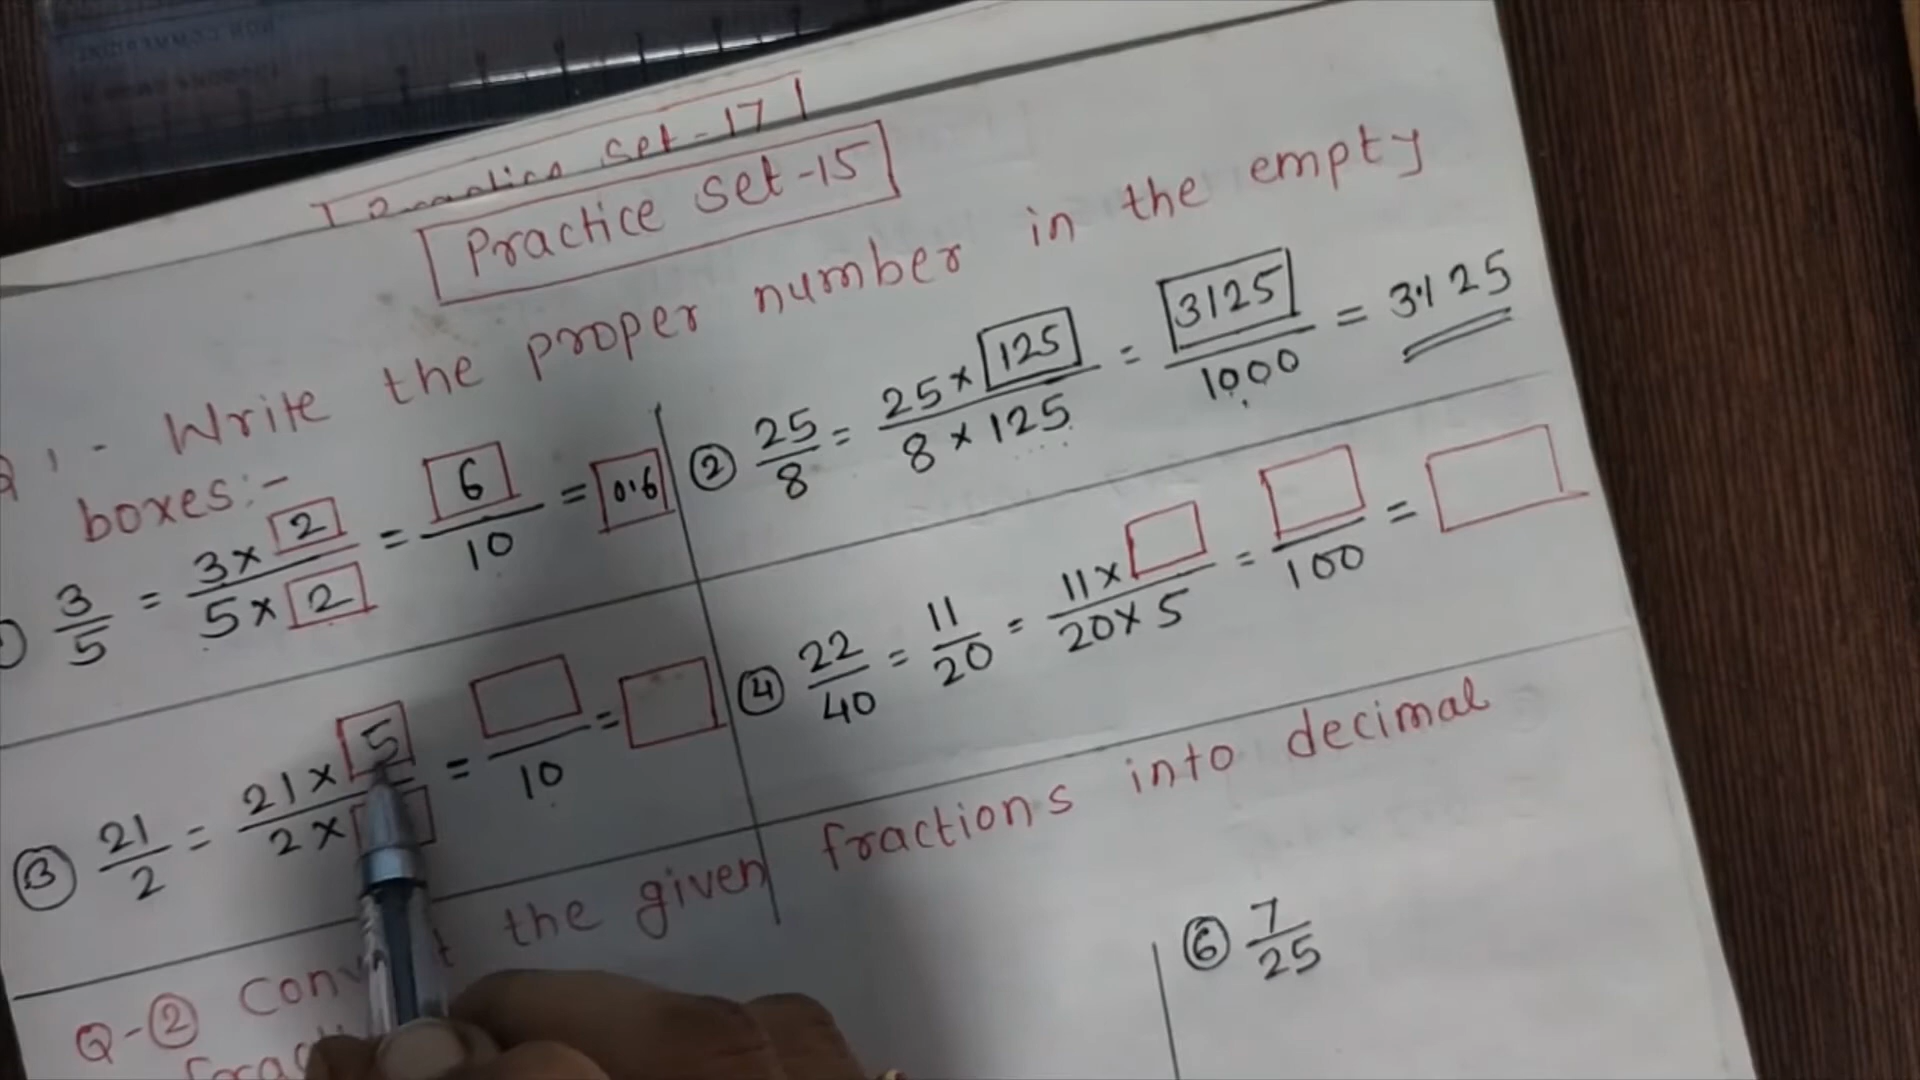 Practice Set-17
Practice Set-15
Q 1 - Write the proper number in the empty
boxes:-
3/5 = 3 × 2 / 5 × 2 = 6/10 = 0.6
② 25/8 = 25 × 125 / 8 × 125 = 3125/1000 = 3.125
③ 21/2 = 21 × 5 / 2 × = /10 =
④ 22/40 = 11/20 = 11 × / 20 × 5 = /100 =
Q-② the given fractions into decimal
⑥ 7/25